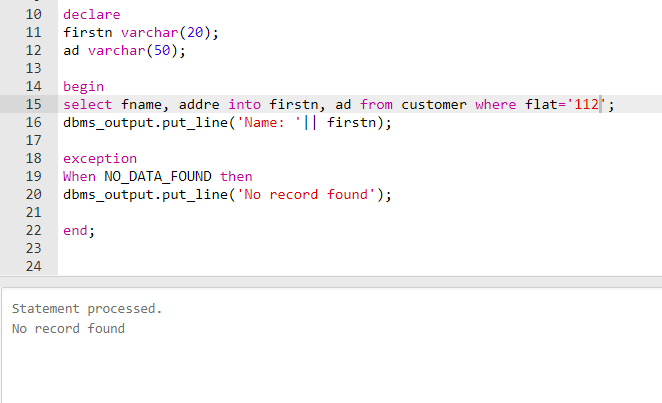 10 declare
11 firstn varchar(20);
12 ad varchar(50);
13
14 begin
15 select fname, addre into firstn, ad from customer where flat='112';
16 dbms_output.put_line('Name: '|| firstn);
17
18 exception
19 When NO_DATA_FOUND then
20 dbms_output.put_line('No record found');
21
22 end;
23
24
Statement processed.
No record found